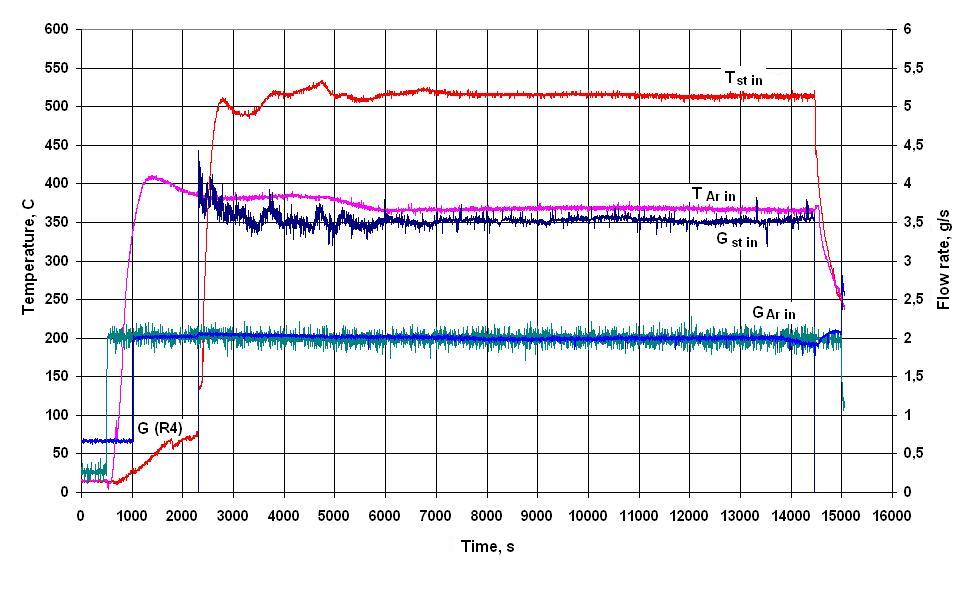 600 6
550 5,5
T st in
500 5
450 4,5
400 4
T Ar in
350 3,5
G st in
300 3
250 2,5
G Ar in
200 2
150 1,5
100 1
G (R4)
50 0,5
0 0
Temperature, C
Flow rate, g/s
0 1000 2000 3000 4000 5000 6000 7000 8000 9000 10000 11000 12000 13000 14000 15000 16000
Time, s